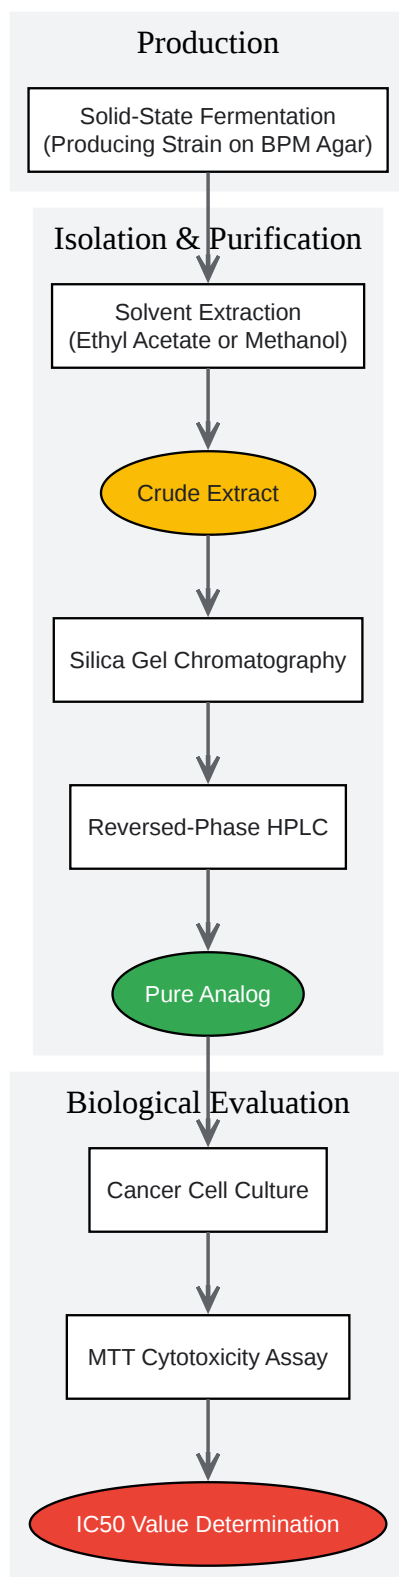 Production
Solid-State Fermentation
(Producing Strain on BPM Agar)
Isolation & Purification
Solvent Extraction
(Ethyl Acetate or Methanol)
Crude Extract
Silica Gel Chromatography
Reversed-Phase HPLC
Pure Analog
Biological Evaluation
Cancer Cell Culture
MTT Cytotoxicity Assay
IC50 Value Determination